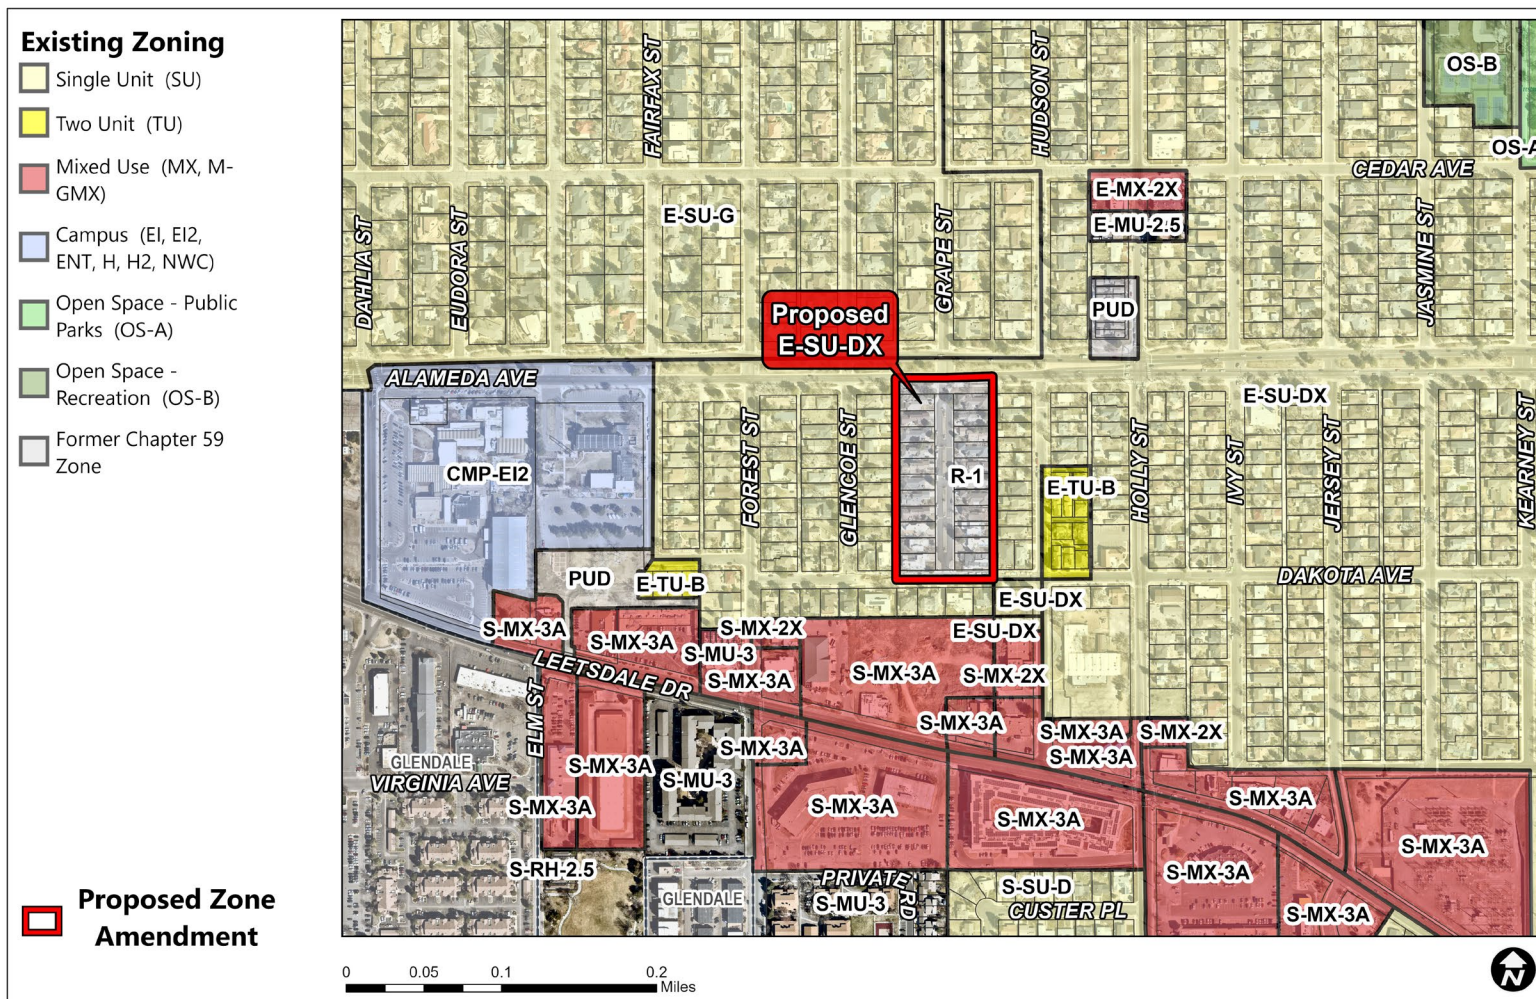 Existing Zoning
Single Unit (SU)
Two Unit (TU)
Mixed Use (MX, M-
GMX)
Campus (EI, EI2,
ENT, H, H2, NWC)
Open Space - Public
Parks (OS-A)
Open Space -
Recreation (OS-B)
Former Chapter 59
Zone
Proposed Zone
Amendment
FAIRFAX ST
HUDSON ST
OS-B
OS-A
CEDAR AVE
E-MX-2X
E-MU-2.5
E-SU-G
DAHLIA ST
EUDORA ST
GRAPE ST
JASMINE ST
PUD
Proposed
E-SU-DX
ALAMEDA AVE
E-SU-DX
FOREST ST
GLENCOE ST
HOLLY ST
IVY ST
JERSEY ST
KEARNEY ST
CMP-EI2
R-1
E-TU-B
PUD
E-TU-B
DAKOTA AVE
E-SU-DX
S-MX-3A
S-MX-3A
S-MX-2X
E-SU-DX
S-MU-3
LEETSDALE DR
S-MX-3A
S-MX-3A
S-MX-2X
ELM ST
S-MX-3A
S-MX-3A
S-MX-2X
S-MX-3A
S-MX-3A
GLENDALE
S-MX-3A
S-MU-3
VIRGINIA AVE
S-MX-3A
S-MX-3A
S-MX-3A
S-MX-3A
S-MX-3A
S-RH-2.5
S-MX-3A
PRIVATE RD
S-SU-D
GLENDALE
S-MU-3
CUSTER PL
S-MX-3A
0 0.05 0.1 0.2
Miles
N